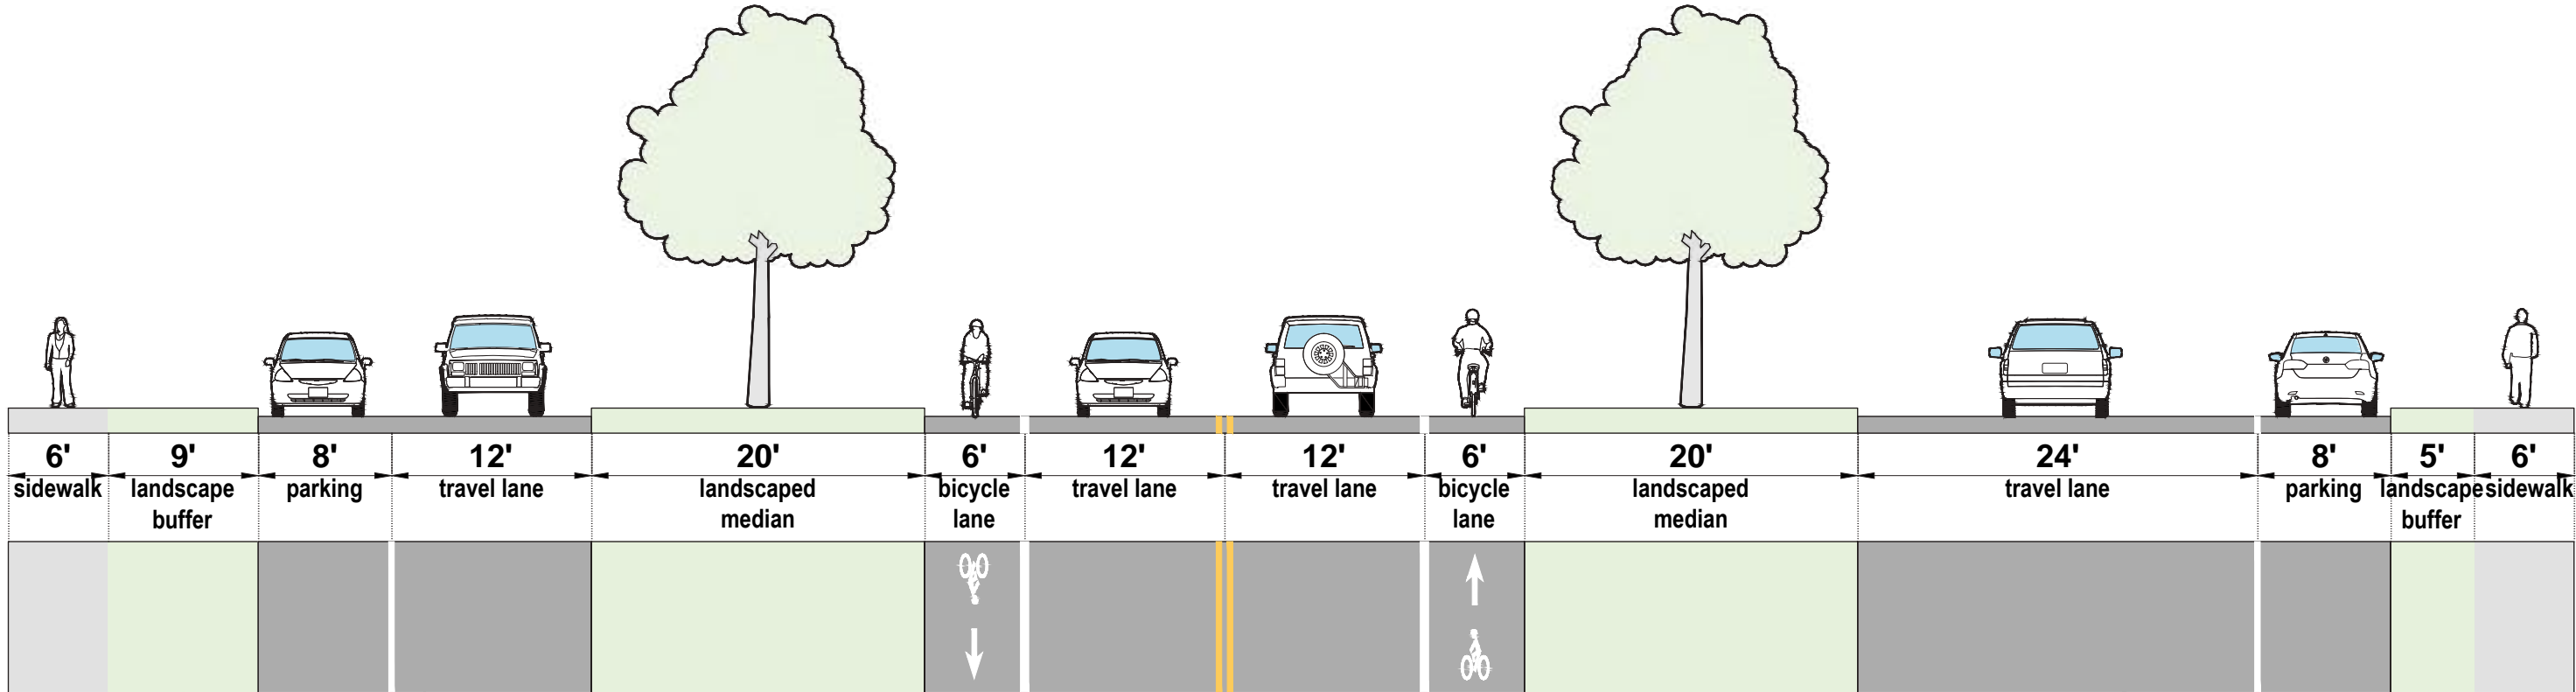 6' 9' 8' 12' 20' 6' 12' 12' 6' 20' 24' 8' 5' 6'
sidewalk landscape parking travel lane landscaped bicycle travel lane travel lane bicycle landscaped travel lane parking landscape sidewalk
buffer median lane lane median buffer